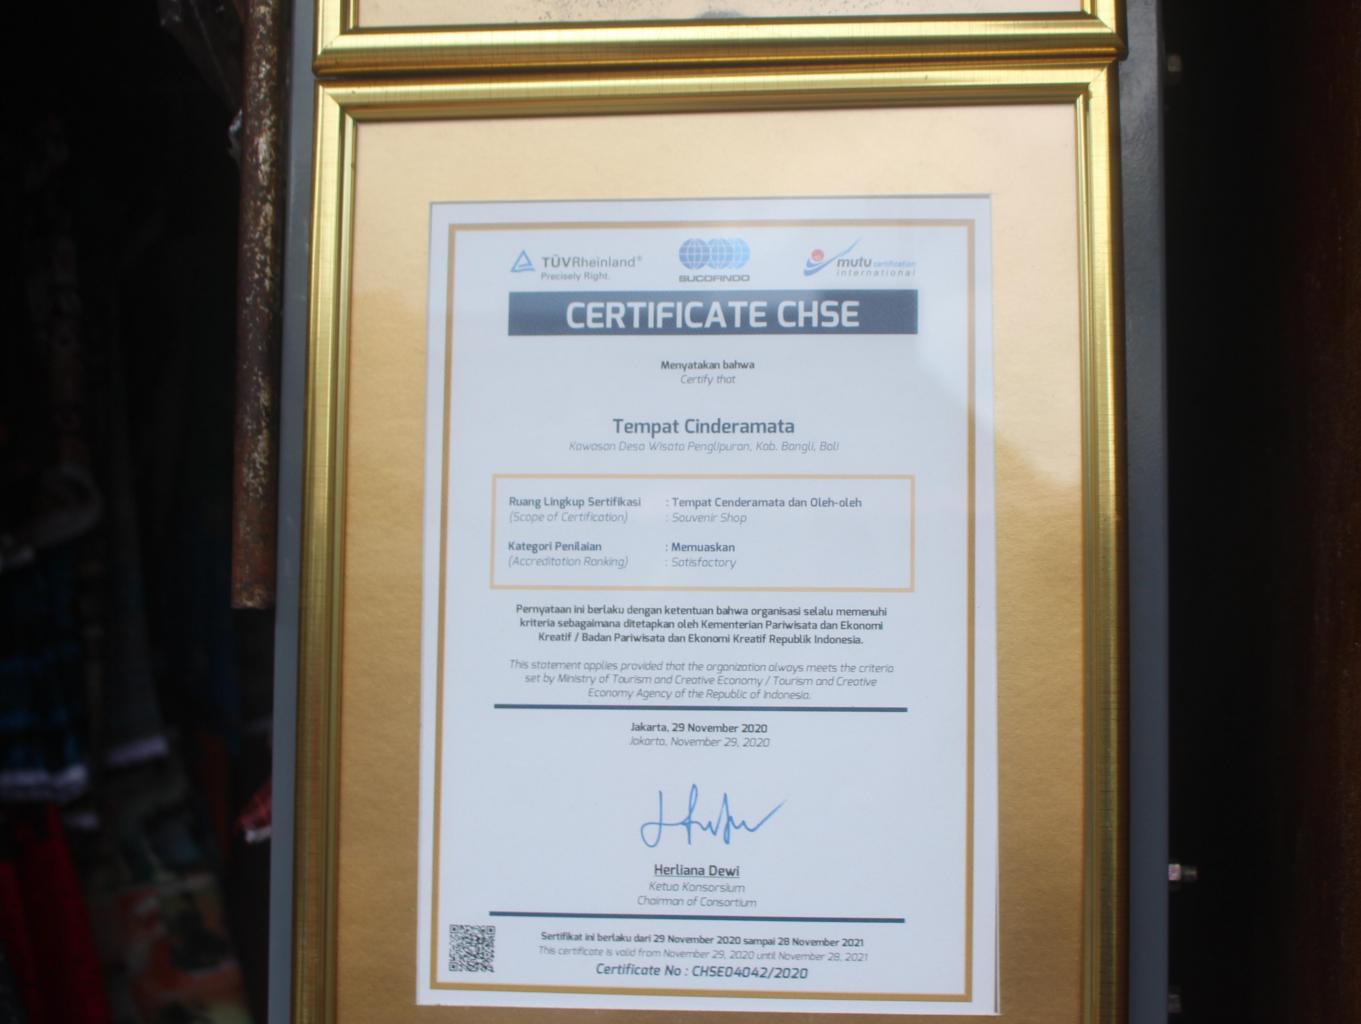 TÜVRheinland®
Precisely Right.
SUCOFINDO
mutu certification
international
CERTIFICATE CHSE
Menyatakan bahwa
Certify that
Tempat Cinderamata
Kawasan Desa Wisata Penglipuran, Kab. Bangli, Bali
Ruang Lingkup Sertifikasi : Tempat Cenderamata dan Oleh-oleh
(Scope of Certification) : Souvenir Shop
Kategori Penilaian : Memuaskan
(Accreditation Ranking) : Satisfactory
Pernyataan ini berlaku dengan ketentuan bahwa organisasi selalu memenuhi
kriteria sebagaimana ditetapkan oleh Kementerian Pariwisata dan Ekonomi
Kreatif / Badan Pariwisata dan Ekonomi Kreatif Republik Indonesia.
This statement applies provided that the organization always meets the criteria
set by Ministry of Tourism and Creative Economy / Tourism and Creative
Economy Agency of the Republic of Indonesia.
Jakarta, 29 November 2020
Jakarta, November 29, 2020
Herliana Dewi
Ketua Konsorsium
Chairman of Consortium
Sertifikat ini berlaku dari 29 November 2020 sampai 28 November 2021
This certificate is valid from November 29, 2020 until November 28, 2021
Certificate No : CHSE04042/2020